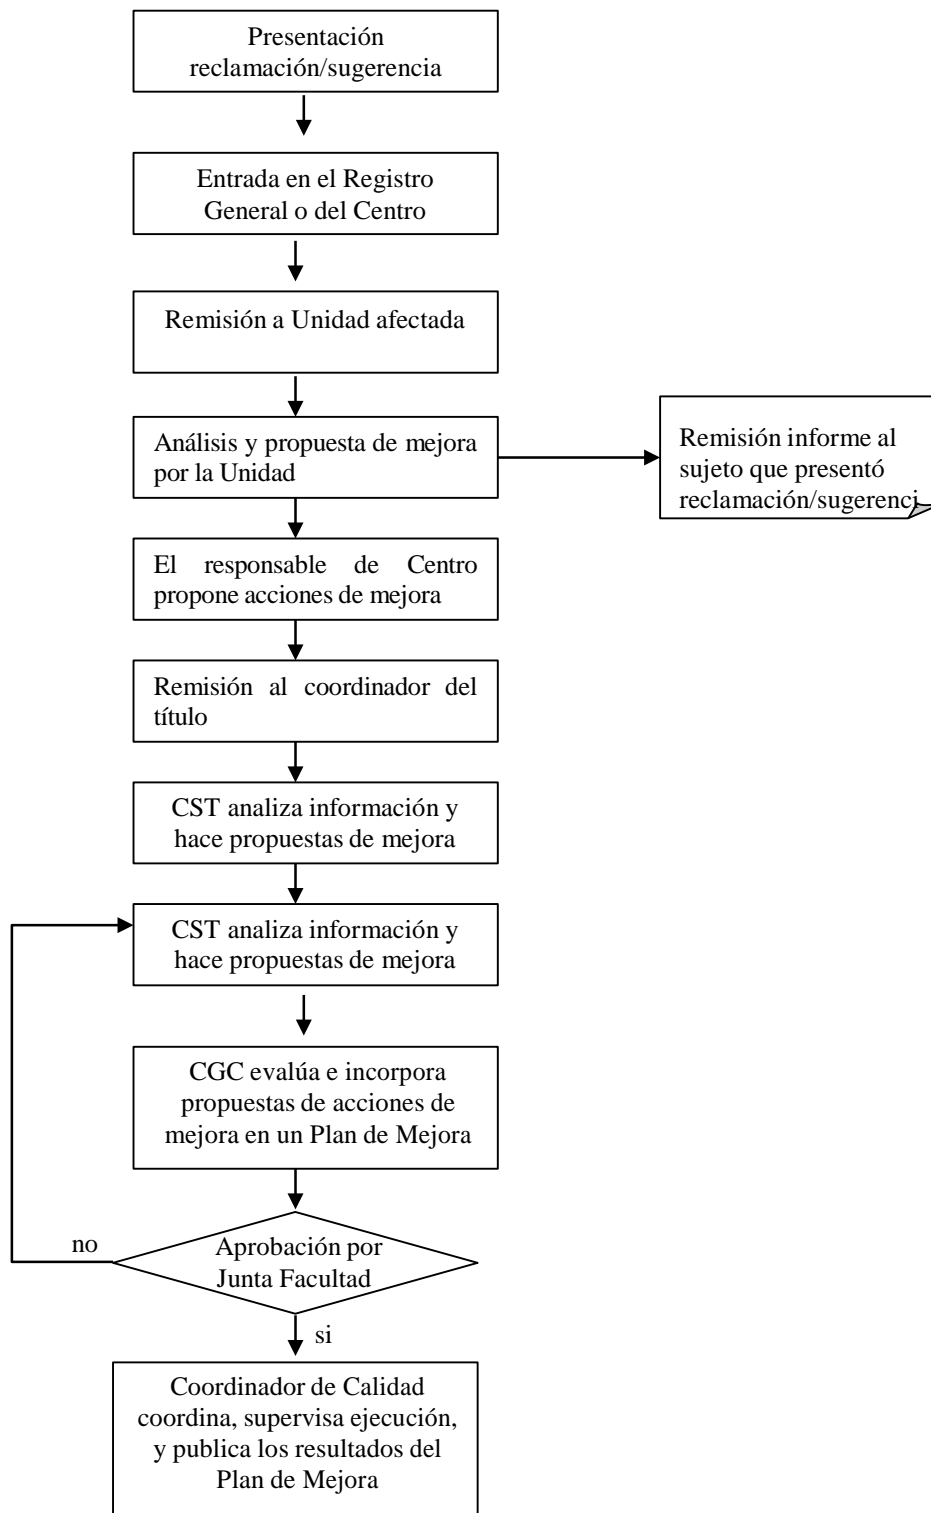 Presentación
reclamación/sugerencia
Entrada en el Registro
General o del Centro
Remisión a Unidad afectada
Análisis y propuesta de mejora
por la Unidad
Remisión informe al
sujeto que presentó
reclamación/sugerenci
El responsable de Centro
propone acciones de mejora
Remisión al coordinador del
título
CST analiza información y
hace propuestas de mejora
CST analiza información y
hace propuestas de mejora
CGC evalúa e incorpora
propuestas de acciones de
mejora en un Plan de Mejora
no
Aprobación por
Junta Facultad
si
Coordinador de Calidad
coordina, supervisa ejecución,
y publica los resultados del
Plan de Mejora